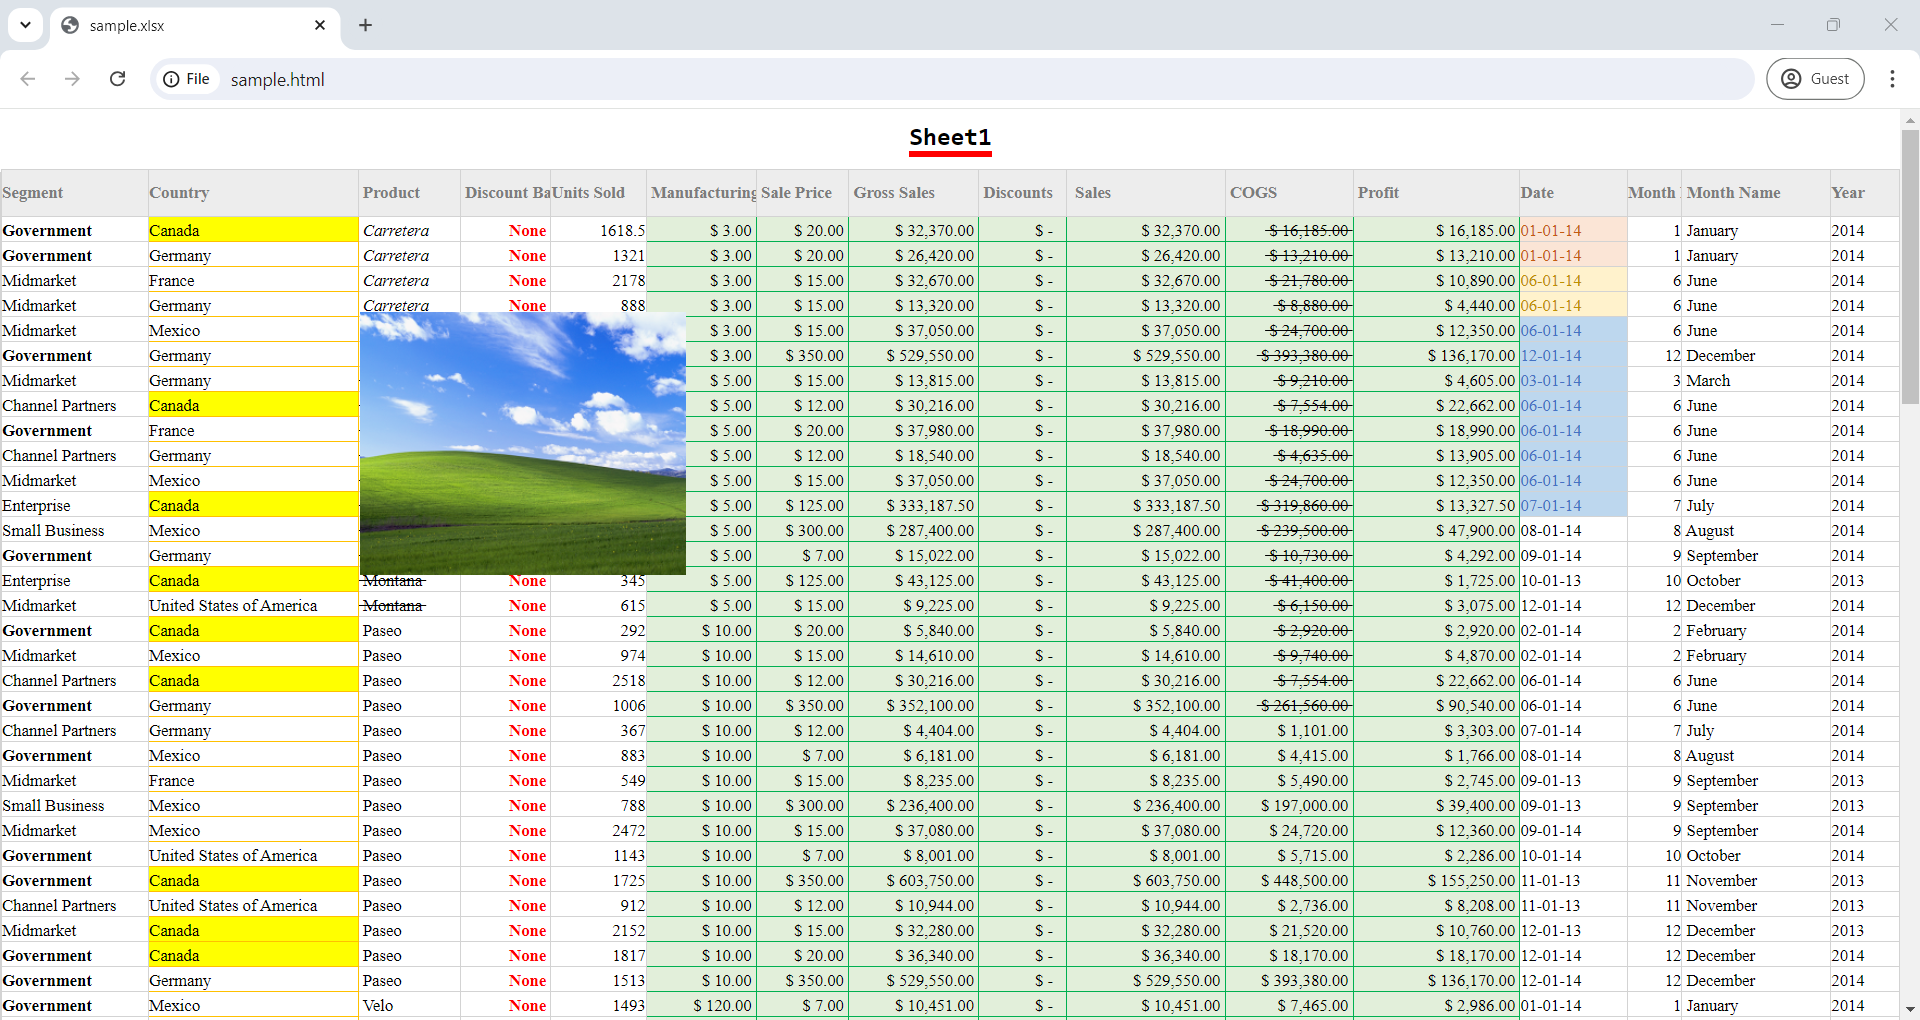 sample.xlsx
File sample.html Guest
Sheet1
Segment Country Product Discount Ba Units Sold Manufacturing Sale Price Gross Sales Discounts Sales COGS Profit Date Month Month Name Year
Government Canada Carretera None 1618.5 $ 3.00 $ 20.00 $ 32,370.00 $ - $ 32,370.00 $ 16,185.00 $ 16,185.00 01-01-14 1 January 2014
Government Germany Carretera None 1321 $ 3.00 $ 20.00 $ 26,420.00 $ - $ 26,420.00 $ 13,210.00 $ 13,210.00 01-01-14 1 January 2014
Midmarket France Carretera None 2178 $ 3.00 $ 15.00 $ 32,670.00 $ - $ 32,670.00 $ 21,780.00 $ 10,890.00 06-01-14 6 June 2014
Midmarket Germany Carretera None 888 $ 3.00 $ 15.00 $ 13,320.00 $ - $ 13,320.00 $ 8,880.00 $ 4,440.00 06-01-14 6 June 2014
Midmarket Mexico $ 3.00 $ 15.00 $ 37,050.00 $ - $ 37,050.00 $ 24,700.00 $ 12,350.00 06-01-14 6 June 2014
Government Germany $ 3.00 $ 350.00 $ 529,550.00 $ - $ 529,550.00 $ 393,380.00 $ 136,170.00 12-01-14 12 December 2014
Midmarket Germany $ 5.00 $ 15.00 $ 13,815.00 $ - $ 13,815.00 $ 9,210.00 $ 4,605.00 03-01-14 3 March 2014
Channel Partners Canada $ 5.00 $ 12.00 $ 30,216.00 $ - $ 30,216.00 $ 7,554.00 $ 22,662.00 06-01-14 6 June 2014
Government France $ 5.00 $ 20.00 $ 37,980.00 $ - $ 37,980.00 $ 18,990.00 $ 18,990.00 06-01-14 6 June 2014
Channel Partners Germany $ 5.00 $ 12.00 $ 18,540.00 $ - $ 18,540.00 $ 4,635.00 $ 13,905.00 06-01-14 6 June 2014
Midmarket Mexico $ 5.00 $ 15.00 $ 37,050.00 $ - $ 37,050.00 $ 24,700.00 $ 12,350.00 06-01-14 6 June 2014
Enterprise Canada $ 5.00 $ 125.00 $ 333,187.50 $ - $ 333,187.50 $ 319,860.00 $ 13,327.50 07-01-14 7 July 2014
Small Business Mexico $ 5.00 $ 300.00 $ 287,400.00 $ - $ 287,400.00 $ 239,500.00 $ 47,900.00 08-01-14 8 August 2014
Government Germany $ 5.00 $ 7.00 $ 15,022.00 $ - $ 15,022.00 $ 10,730.00 $ 4,292.00 09-01-14 9 September 2014
Enterprise Canada Montana None 345 $ 5.00 $ 125.00 $ 43,125.00 $ - $ 43,125.00 $ 41,400.00 $ 1,725.00 10-01-13 10 October 2013
Midmarket United States of America Montana None 615 $ 5.00 $ 15.00 $ 9,225.00 $ - $ 9,225.00 $ 6,150.00 $ 3,075.00 12-01-14 12 December 2014
Government Canada Paseo None 292 $ 10.00 $ 20.00 $ 5,840.00 $ - $ 5,840.00 $ 2,920.00 $ 2,920.00 02-01-14 2 February 2014
Midmarket Mexico Paseo None 974 $ 10.00 $ 15.00 $ 14,610.00 $ - $ 14,610.00 $ 9,740.00 $ 4,870.00 02-01-14 2 February 2014
Channel Partners Canada Paseo None 2518 $ 10.00 $ 12.00 $ 30,216.00 $ - $ 30,216.00 $ 7,554.00 $ 22,662.00 06-01-14 6 June 2014
Government Germany Paseo None 1006 $ 10.00 $ 350.00 $ 352,100.00 $ - $ 352,100.00 $ 261,560.00 $ 90,540.00 06-01-14 6 June 2014
Channel Partners Germany Paseo None 367 $ 10.00 $ 12.00 $ 4,404.00 $ - $ 4,404.00 $ 1,101.00 $ 3,303.00 07-01-14 7 July 2014
Government Mexico Paseo None 883 $ 10.00 $ 7.00 $ 6,181.00 $ - $ 6,181.00 $ 4,415.00 $ 1,766.00 08-01-14 8 August 2014
Midmarket France Paseo None 549 $ 10.00 $ 15.00 $ 8,235.00 $ - $ 8,235.00 $ 5,490.00 $ 2,745.00 09-01-13 9 September 2013
Small Business Mexico Paseo None 788 $ 10.00 $ 300.00 $ 236,400.00 $ - $ 236,400.00 $ 197,000.00 $ 39,400.00 09-01-13 9 September 2013
Midmarket Mexico Paseo None 2472 $ 10.00 $ 15.00 $ 37,080.00 $ - $ 37,080.00 $ 24,720.00 $ 12,360.00 09-01-14 9 September 2014
Government United States of America Paseo None 1143 $ 10.00 $ 7.00 $ 8,001.00 $ - $ 8,001.00 $ 5,715.00 $ 2,286.00 10-01-14 10 October 2014
Government Canada Paseo None 1725 $ 10.00 $ 350.00 $ 603,750.00 $ - $ 603,750.00 $ 448,500.00 $ 155,250.00 11-01-13 11 November 2013
Channel Partners United States of America Paseo None 912 $ 10.00 $ 12.00 $ 10,944.00 $ - $ 10,944.00 $ 2,736.00 $ 8,208.00 11-01-13 11 November 2013
Midmarket Canada Paseo None 2152 $ 10.00 $ 15.00 $ 32,280.00 $ - $ 32,280.00 $ 21,520.00 $ 10,760.00 12-01-13 12 December 2013
Government Canada Paseo None 1817 $ 10.00 $ 20.00 $ 36,340.00 $ - $ 36,340.00 $ 18,170.00 $ 18,170.00 12-01-14 12 December 2014
Government Germany Paseo None 1513 $ 10.00 $ 350.00 $ 529,550.00 $ - $ 529,550.00 $ 393,380.00 $ 136,170.00 12-01-14 12 December 2014
Government Mexico Velo None 1493 $ 120.00 $ 7.00 $ 10,451.00 $ - $ 10,451.00 $ 7,465.00 $ 2,986.00 01-01-14 1 January 2014